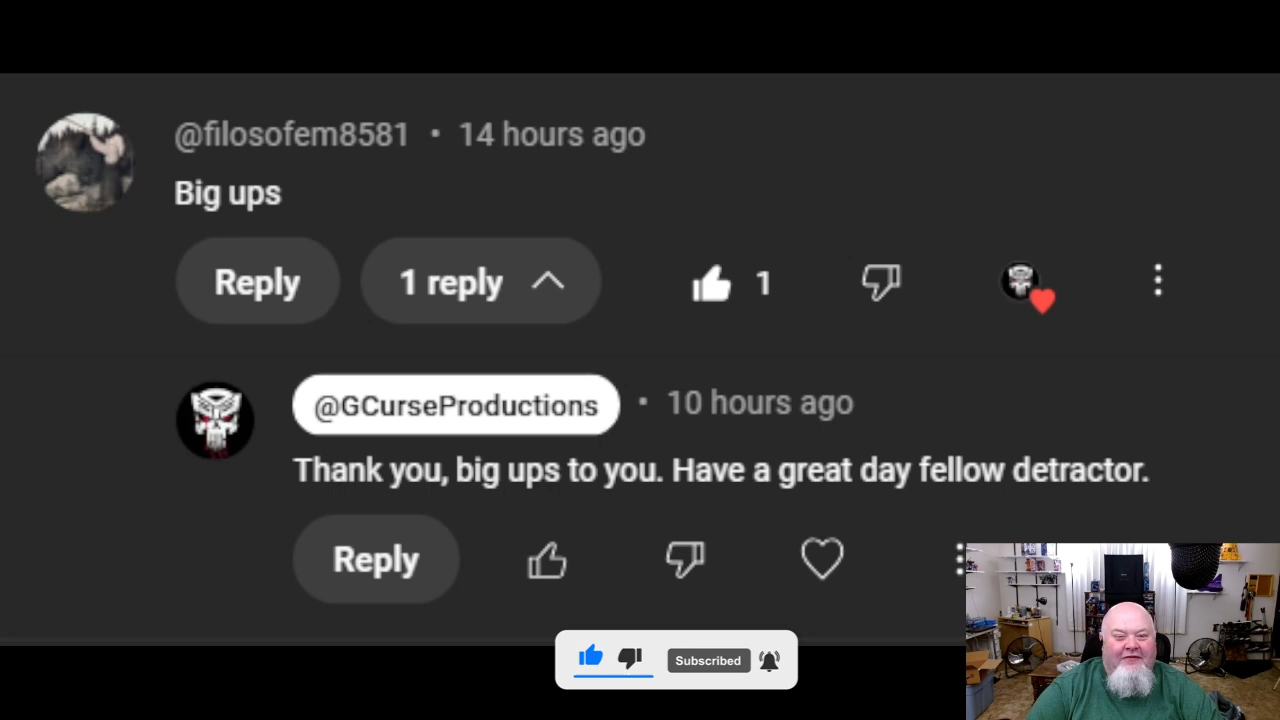 @filosofem8581 • 14 hours ago
Big ups
Reply 1 reply 1
@GCurseProductions • 10 hours ago
Thank you, big ups to you. Have a great day fellow detractor.
Reply
Subscribed